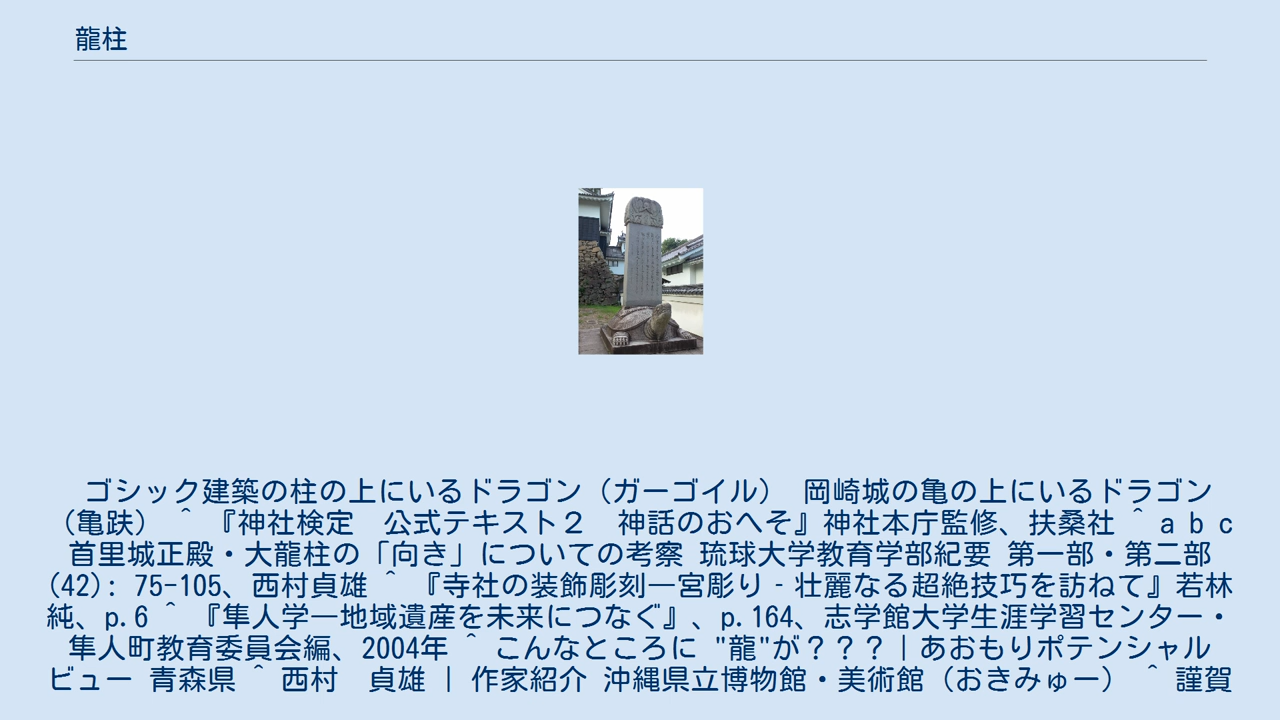 龍柱
ゴシック建築の柱の上にいるドラゴン（ガーゴイル） 岡崎城の亀の上にいるドラゴン
（亀趺） ^ 『神社検定　公式テキスト２　神話のおへそ』神社本庁監修、扶桑社 ^ a b c
首里城正殿・大龍柱の「向き」についての考察 琉球大学教育学部紀要 第一部・第二部
(42): 75-105、西村貞雄 ^ 『寺社の装飾彫刻―宮彫り‐壮麗なる超絶技巧を訪ねて』若林
純、p.6 ^ 『隼人学―地域遺産を未来につなぐ』、p.164、志学館大学生涯学習センター・
隼人町教育委員会編、2004年 ^ こんなところに "龍"が？？？｜あおもりポテンシャル
ビュー 青森県 ^ 西村　貞雄 | 作家紹介 沖縄県立博物館・美術館（おきみゅー） ^ 謹賀